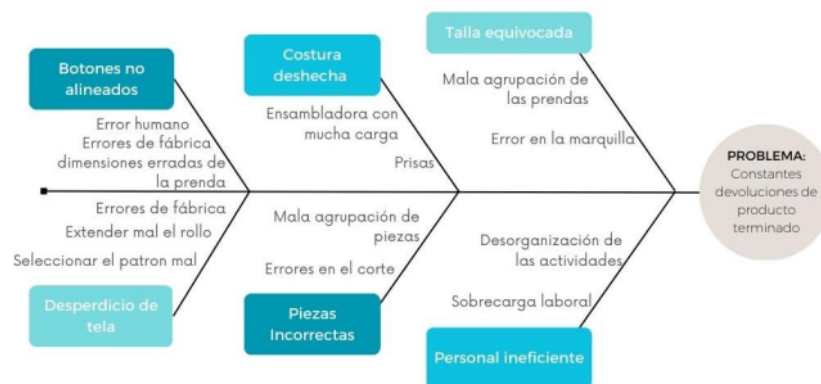 Botones no
alineados
Error humano
Errores de fábrica
dimensiones erradas de
la prenda
Costura
deshecha
Ensambladora con
mucha carga
Prisas
Talla equivocada
Mala agrupación de
las prendas
Error en la marquilla
PROBLEMA:
Constantes
devoluciones de
producto
terminado
Errores de fábrica
Extender mal el rollo
Seleccionar el patron mal
Desperdicio de
tela
Mala agrupación de
piezas
Errores en el corte
Piezas
Incorrectas
Desorganización de
las actividades
Sobrecarga laboral
Personal ineficiente